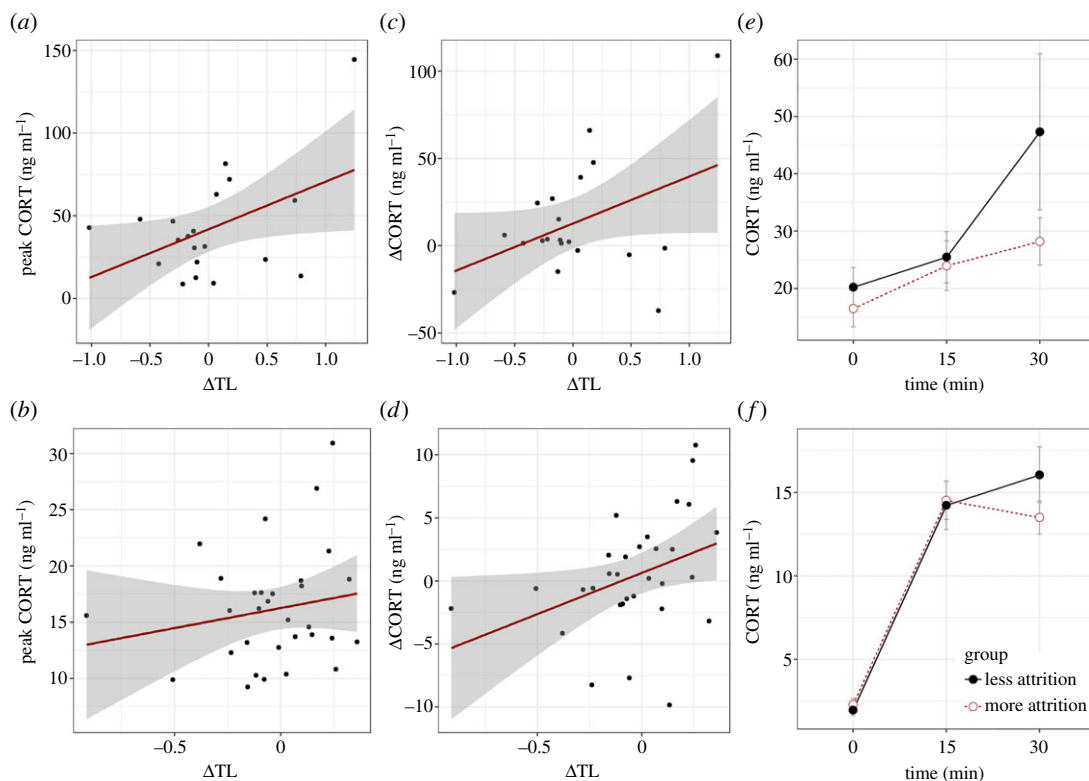 (a)
150
100
50
0
peak CORT (ng ml−1)
−1.0
−0.5
0
0.5
1.0
ΔTL
(c)
100
50
0
−50
ΔCORT (ng ml−1)
−1.0
−0.5
0
0.5
1.0
ΔTL
(e)
60
50
40
30
20
CORT (ng ml−1)
0
15
30
time (min)
(b)
30
25
20
15
10
peak CORT (ng ml−1)
−0.5
0
ΔTL
(d)
10
5
0
−5
−10
ΔCORT (ng ml−1)
−0.5
0
ΔTL
(f)
15
10
5
CORT (ng ml−1)
group
less attrition
more attrition
0
15
30
time (min)